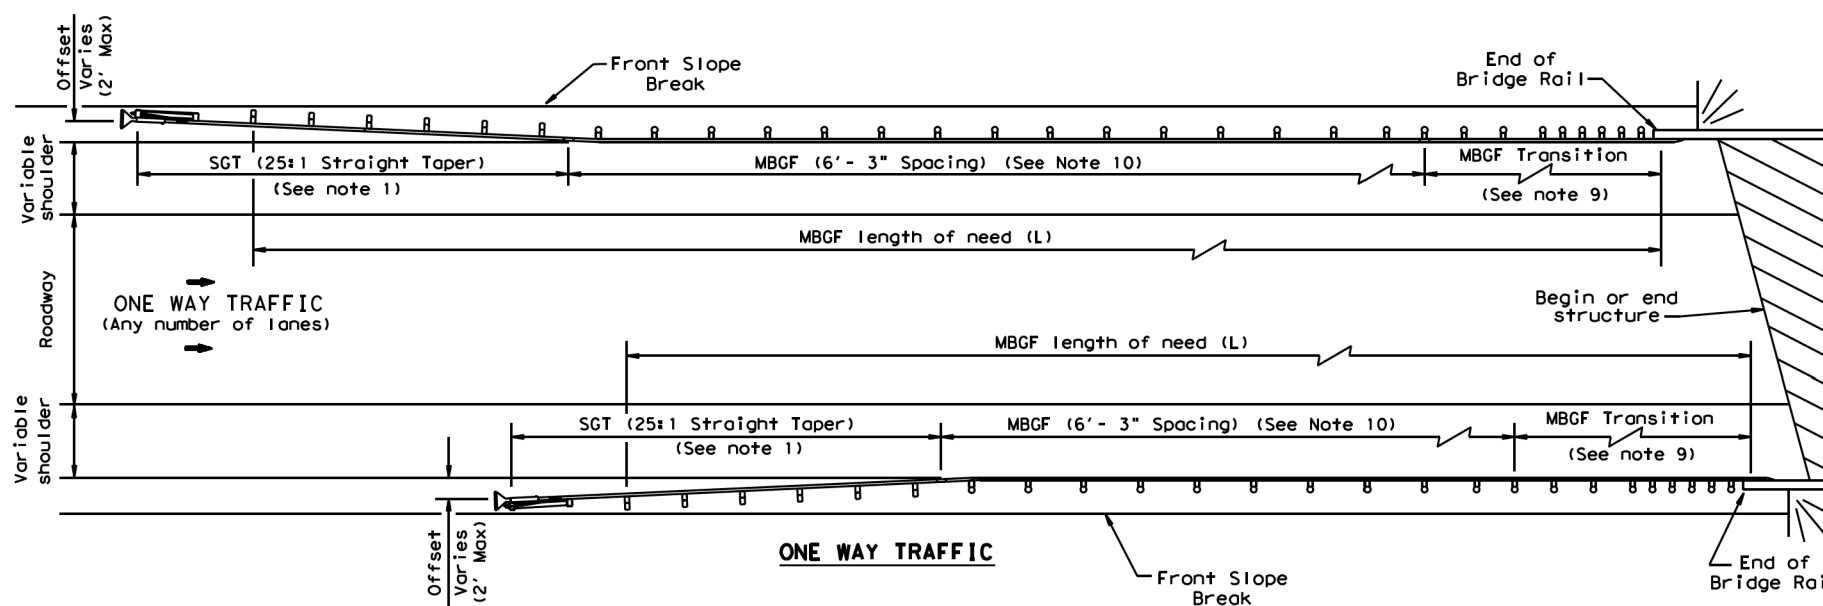 Offset
Varies
(2' Max)
Front Slope
Break
End of
Bridge Rail
Variable
shoulder
SGT (25:1 Straight Taper)
(See note 1)
MBGF (6'- 3" Spacing) (See Note 10)
MBGF Transition
(See note 9)
MBGF length of need (L)
Roadway
ONE WAY TRAFFIC
(Any number of lanes)
Begin or end
structure
MBGF length of need (L)
Variable
shoulder
SGT (25:1 Straight Taper)
(See note 1)
MBGF (6'- 3" Spacing) (See Note 10)
MBGF Transition
(See note 9)
Offset
Varies
(2' Max)
ONE WAY TRAFFIC
Front Slope
Break
End of
Bridge Rai